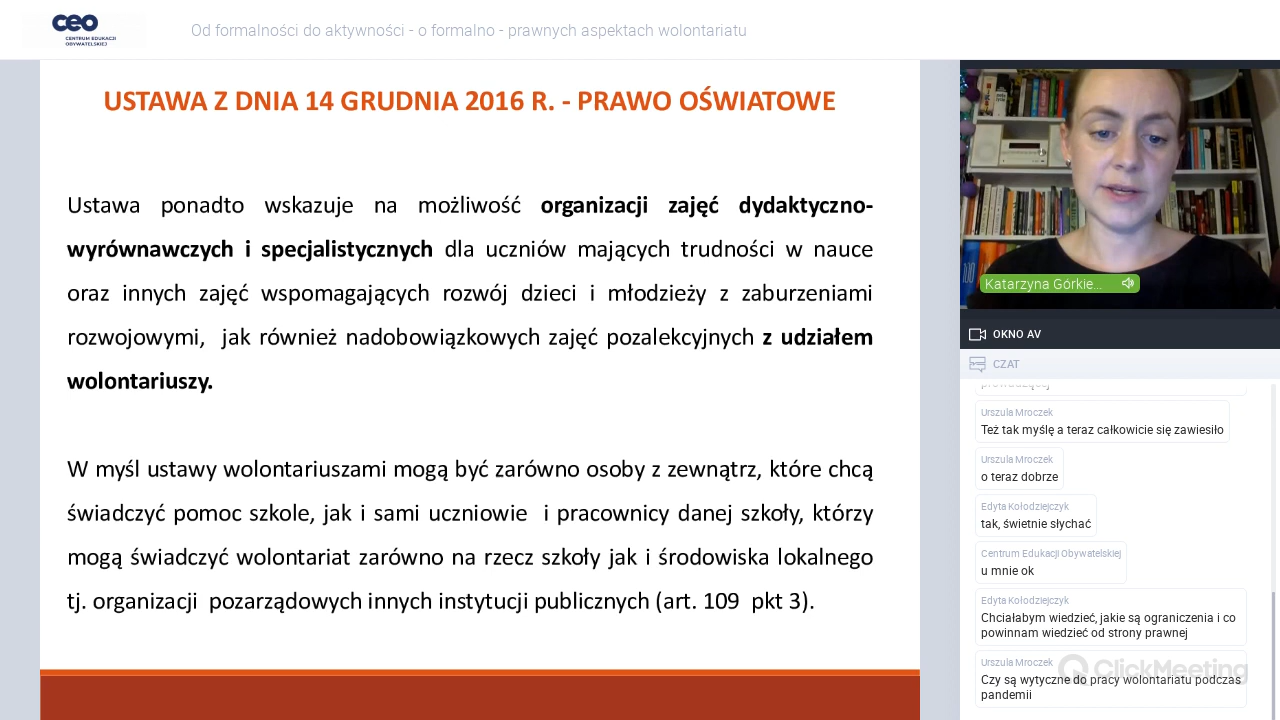 ceo
CENTRUM EDUKACJI
OBYWATELSKIEJ
Od formalności do aktywności - o formalno - prawnych aspektach wolontariatu
USTAWA Z DNIA 14 GRUDNIA 2016 R. - PRAWO OŚWIATOWE
Ustawa ponadto wskazuje na możliwość organizacji zajęć dydaktyczno-
wyrównawczych i specjalistycznych dla uczniów mających trudności w nauce
oraz innych zajęć wspomagających rozwój dzieci i młodzieży z zaburzeniami
rozwojowymi, jak również nadobowiązkowych zajęć pozalekcyjnych z udziałem
wolontariuszy.
W myśl ustawy wolontariuszami mogą być zarówno osoby z zewnątrz, które chcą
świadczyć pomoc szkole, jak i sami uczniowie i pracownicy danej szkoły, którzy
mogą świadczyć wolontariat zarówno na rzecz szkoły jak i środowiska lokalnego
tj. organizacji pozarządowych innych instytucji publicznych (art. 109 pkt 3).
Katarzyna Górkie...
OKNO AV
CZAT
Urszula Mroczek
Też tak myślę a teraz całkowicie się zawiesiło
Urszula Mroczek
o teraz dobrze
Edyta Kołodziejczyk
tak, świetnie słychać
Centrum Edukacji Obywatelskiej
u mnie ok
Edyta Kołodziejczyk
Chciałabym wiedzieć, jakie są ograniczenia i co
powinnam wiedzieć od strony prawnej
Urszula Mroczek
Czy są wytyczne do pracy wolontariatu podczas
pandemii
ClickMeeting